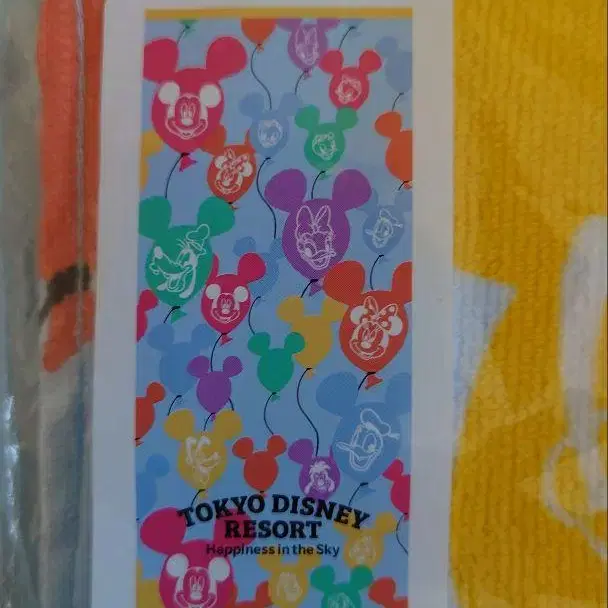 TOKYO DISNEY
RESORT
Happiness in the Sky